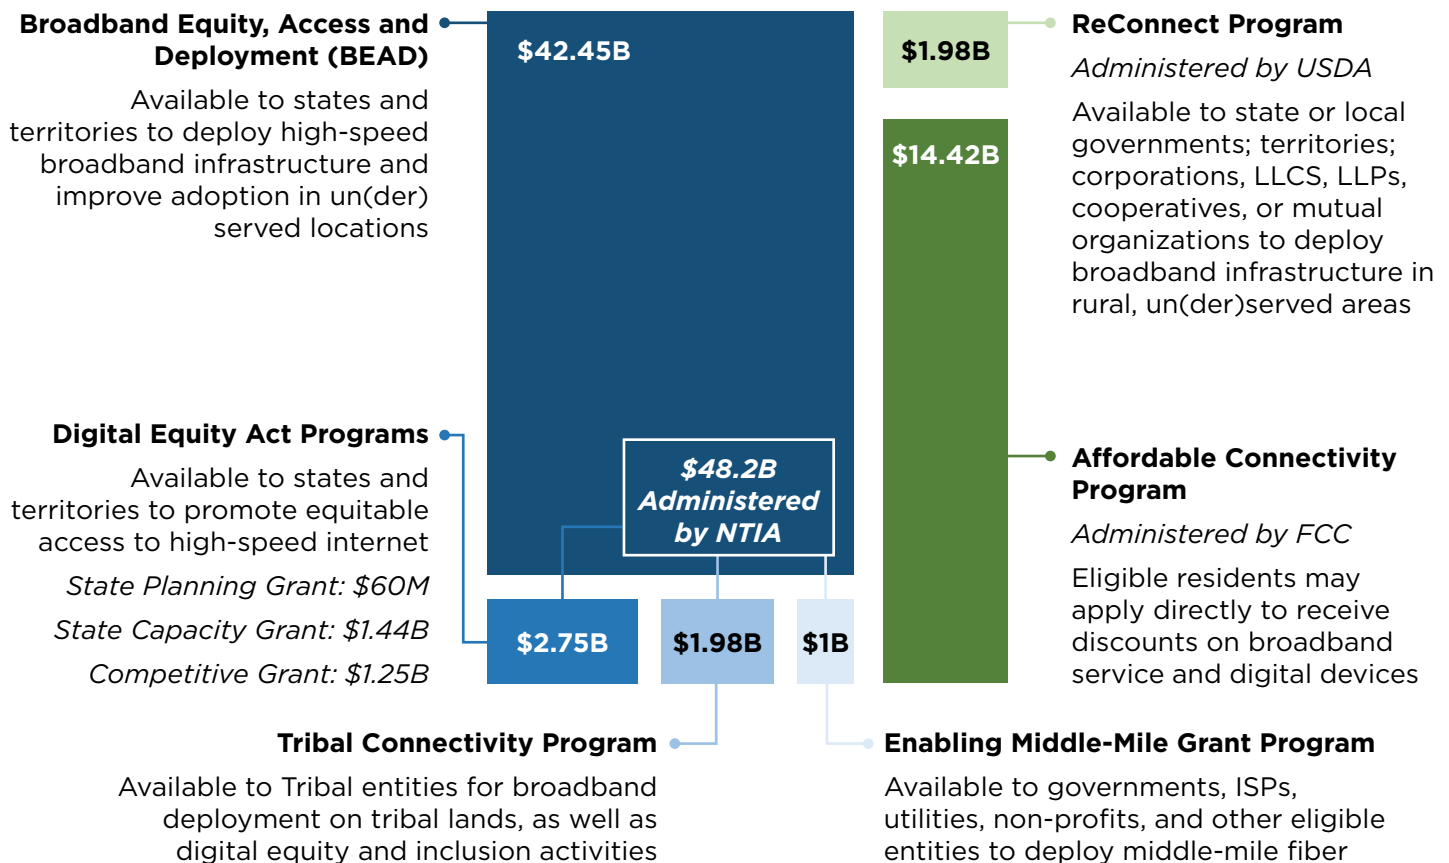 Broadband Equity, Access and
Deployment (BEAD)
Available to states and
territories to deploy high-speed
broadband infrastructure and
improve adoption in un(der)
served locations
$42.45B
$1.98B
ReConnect Program
Administered by USDA
Available to state or local
governments; territories;
corporations, LLCS, LLPs,
cooperatives, or mutual
organizations to deploy
broadband infrastructure in
rural, un(der)served areas
$14.42B
Digital Equity Act Programs
Available to states and
territories to promote equitable
access to high-speed internet
State Planning Grant: $60M
State Capacity Grant: $1.44B
Competitive Grant: $1.25B
$48.2B
Administered
by NTIA
$2.75B
$1.98B
$1B
Affordable Connectivity
Program
Administered by FCC
Eligible residents may
apply directly to receive
discounts on broadband
service and digital devices
Tribal Connectivity Program
Available to Tribal entities for broadband
deployment on tribal lands, as well as
digital equity and inclusion activities
Enabling Middle-Mile Grant Program
Available to governments, ISPs,
utilities, non-profits, and other eligible
entities to deploy middle-mile fiber